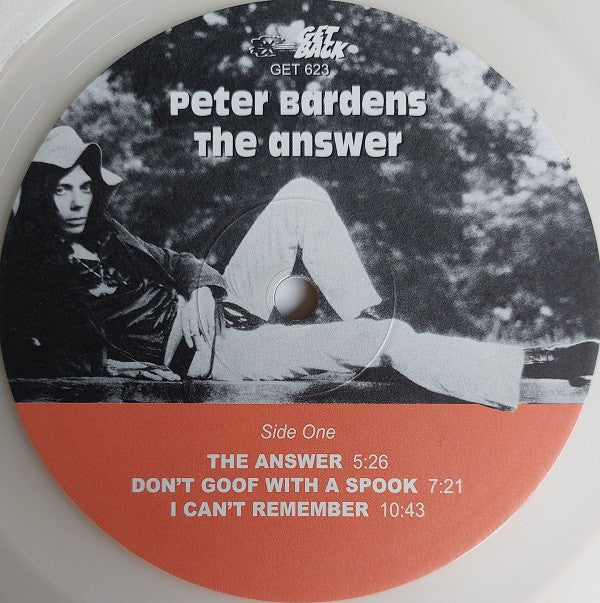 GET
BACK
GET 623
Peter Bardens
The answer
Side One
THE ANSWER 5:26
DON'T GOOF WITH A SPOOK 7:21
I CAN'T REMEMBER 10:43